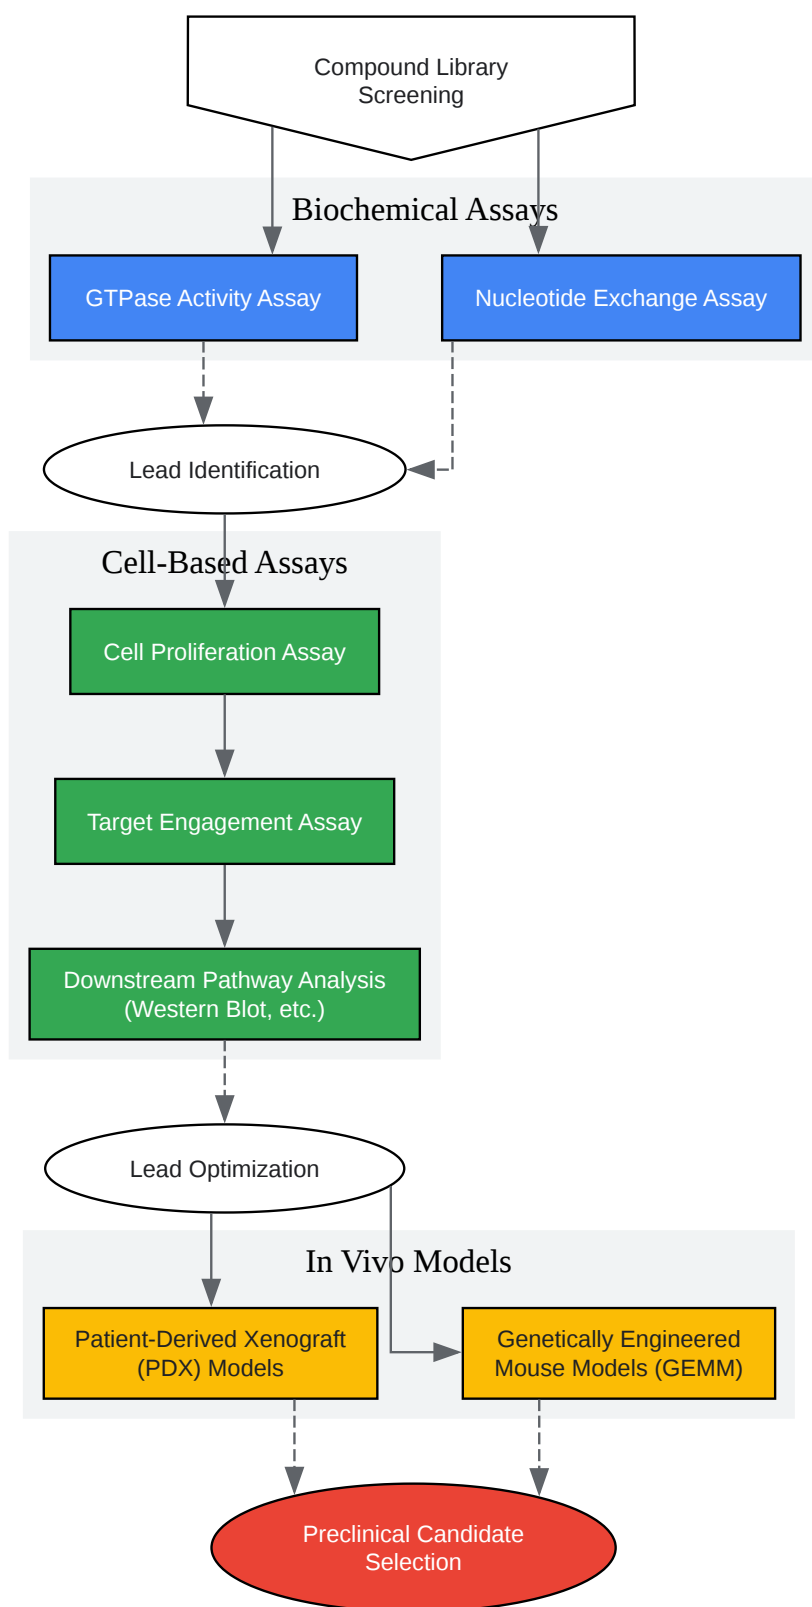 Compound Library
Screening
Biochemical Assays
GTPase Activity Assay
Nucleotide Exchange Assay
Lead Identification
Cell-Based Assays
Cell Proliferation Assay
Target Engagement Assay
Downstream Pathway Analysis
(Western Blot, etc.)
Lead Optimization
In Vivo Models
Patient-Derived Xenograft
(PDX) Models
Genetically Engineered
Mouse Models (GEMM)
Preclinical Candidate
Selection